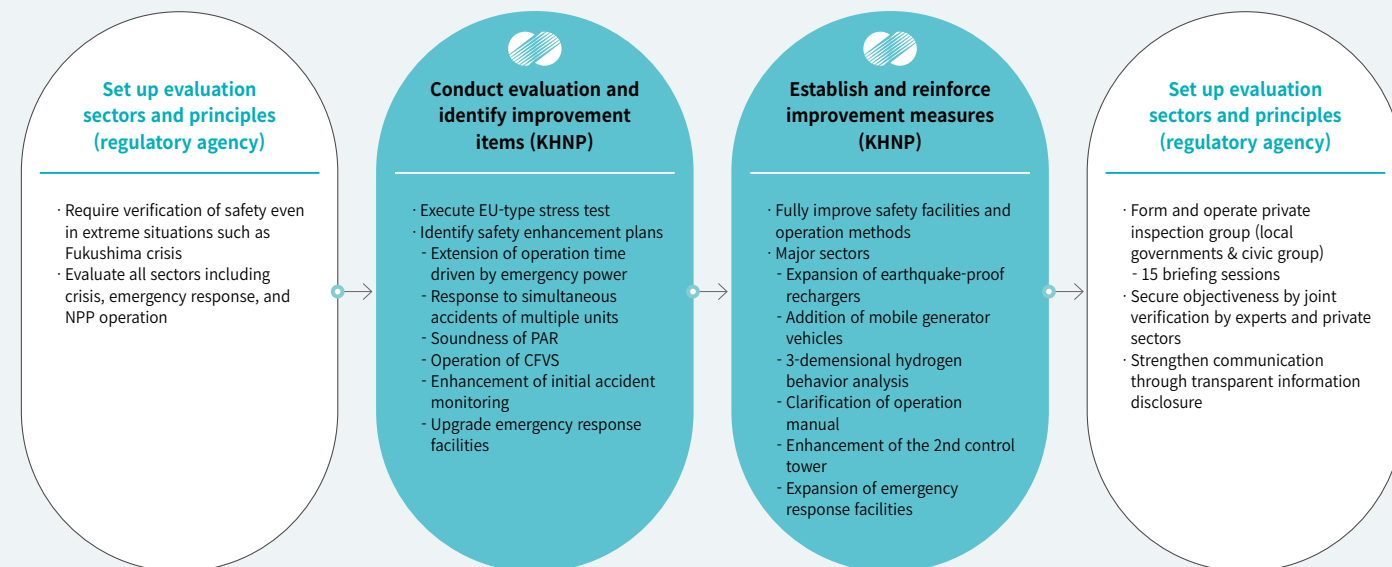 Set up evaluation
sectors and principles
(regulatory agency)
· Require verification of safety even
in extreme situations such as
Fukushima crisis
· Evaluate all sectors including
crisis, emergency response, and
NPP operation
Conduct evaluation and
identify improvement
items (KHNP)
· Execute EU-type stress test
· Identify safety enhancement plans
- Extension of operation time
driven by emergency power
- Response to simultaneous
accidents of multiple units
- Soundness of PAR
- Operation of CFVS
- Enhancement of initial accident
monitoring
- Upgrade emergency response
facilities
Establish and reinforce
improvement measures
(KHNP)
· Fully improve safety facilities and
operation methods
· Major sectors
- Expansion of earthquake-proof
rechargers
- Addition of mobile generator
vehicles
- 3-demensional hydrogen
behavior analysis
- Clarification of operation
manual
- Enhancement of the 2nd control
tower
- Expansion of emergency
response facilities
Set up evaluation
sectors and principles
(regulatory agency)
· Form and operate private
inspection group (local
governments & civic group)
- 15 briefing sessions
· Secure objectiveness by joint
verification by experts and private
sectors
· Strengthen communication
through transparent information
disclosure